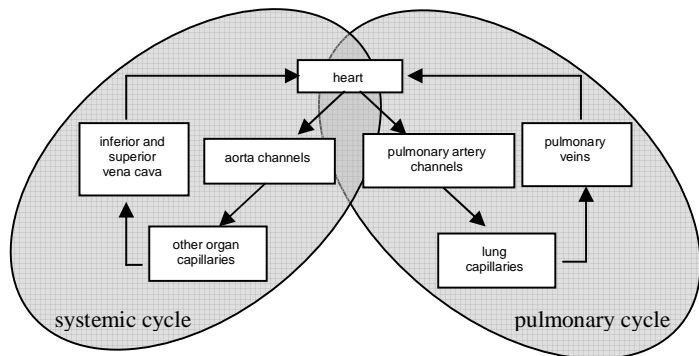 heart
inferior and
superior
vena cava
aorta channels
pulmonary artery
channels
pulmonary
veins
other organ
capillaries
lung
capillaries
systemic cycle
pulmonary cycle